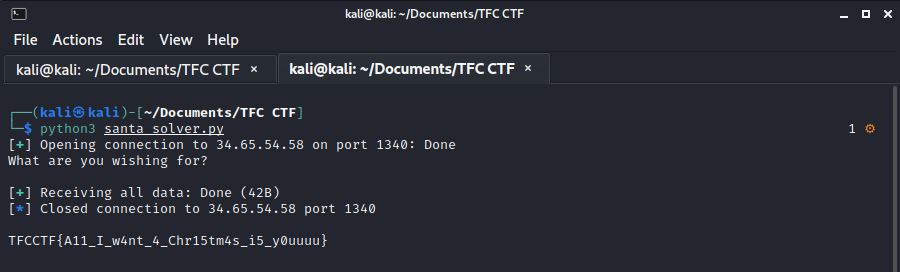 kali@kali: ~/Documents/TFC CTF
File Actions Edit View Help
kali@kali: ~/Documents/TFC CTF × kali@kali: ~/Documents/TFC CTF ×
┌──(kali㉿kali)-[~/Documents/TFC CTF]
└─$ python3 santa_solver.py 1 ⚙
[+] Opening connection to 34.65.54.58 on port 1340: Done
What are you wishing for?
[+] Receiving all data: Done (42B)
[*] Closed connection to 34.65.54.58 port 1340
TFCCTF{A11_I_w4nt_4_Chr15tm4s_i5_y0uuuu}